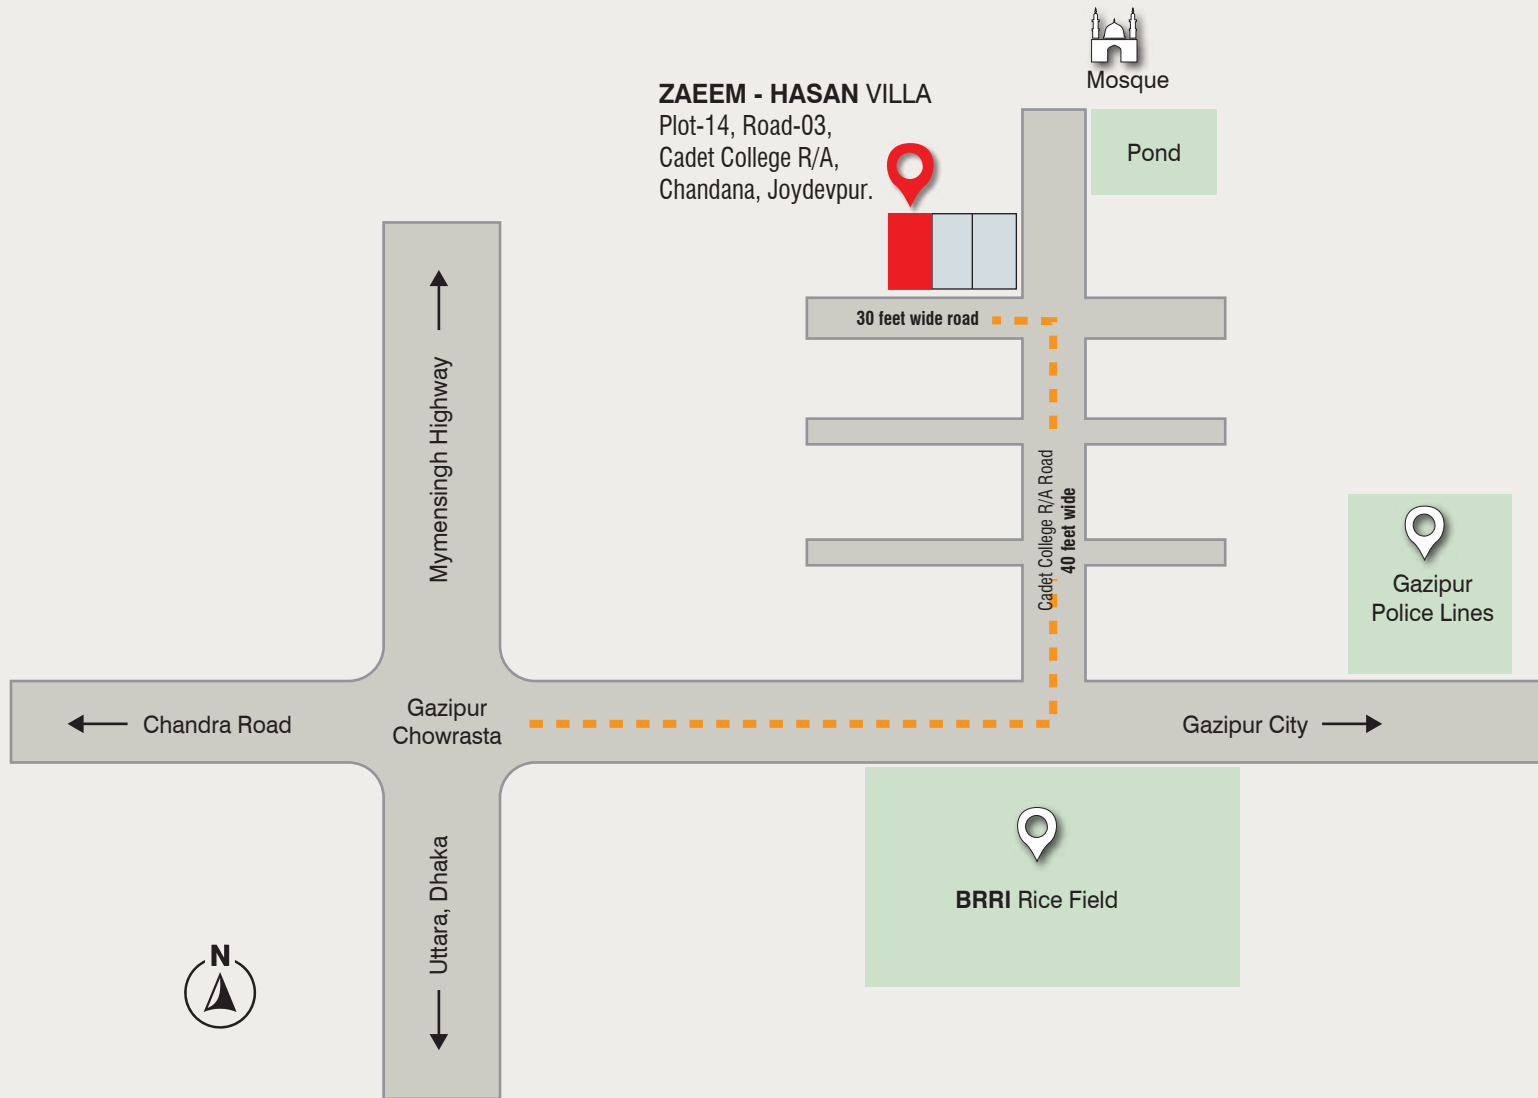 Mosque
ZAEEM - HASAN VILLA
Plot-14, Road-03,
Cadet College R/A,
Chandana, Joydevpur.
Pond
30 feet wide road
Mymensingh Highway
Cadet College R/A Road
40 feet wide
Gazipur
Police Lines
Chandra Road
Gazipur
Chowrasta
Gazipur City
Uttara, Dhaka
BRRI Rice Field
N